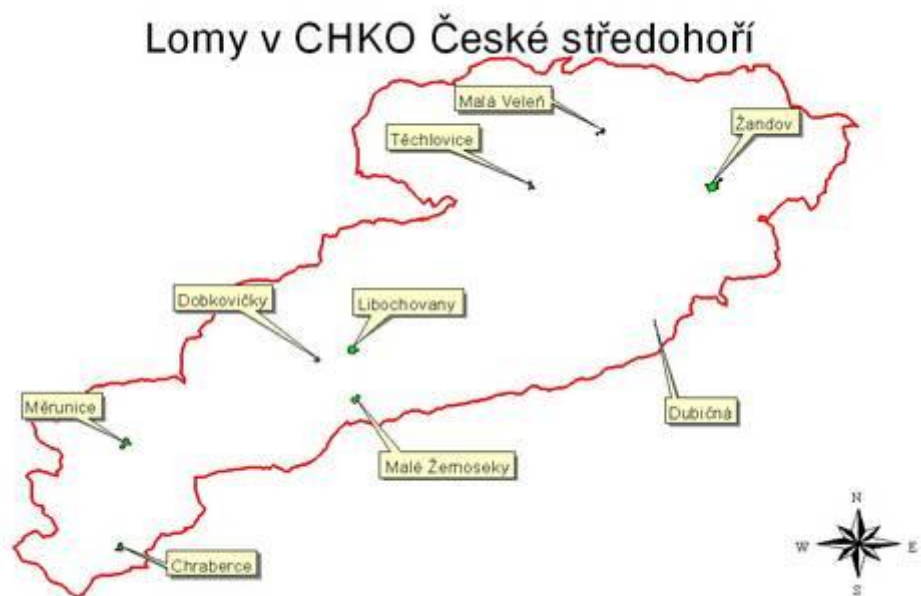 Lomy v CHKO České středohoří
Malá Veleň
Žandov
Těchlovice
Dobkovičky
Libochovany
Měrunice
Dubičná
Malé Žernoseky
Chraberce
N
W
E
S